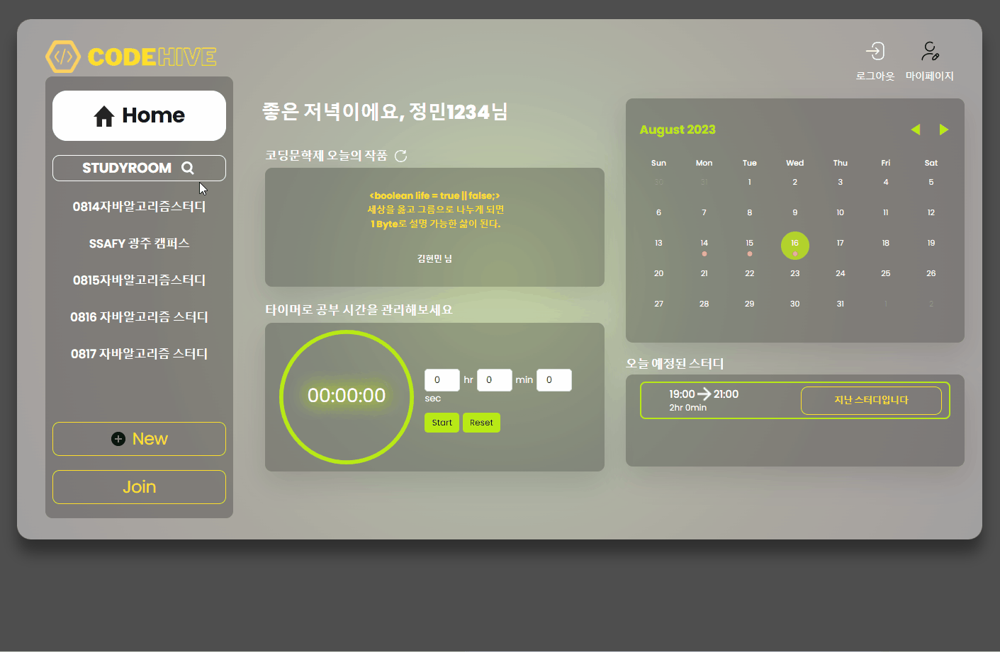 CODEHIVE
로그아웃
마이페이지
Home
STUDYROOM
0814자바알고리즘스터디
SSAFY 광주 캠퍼스
0815자바알고리즘스터디
0816 자바알고리즘 스터디
0817 자바알고리즘 스터디
New
Join
좋은 저녁이에요, 정민1234님
코딩문학제 오늘의 작품
<boolean life = true || false;>
세상을 옳고 그름으로 나누게 되면
1 Byte로 설명 가능한 삶이 된다.
김현민 님
타이머로 공부 시간을 관리해보세요
00:00:00
0 hr 0 min 0
sec
Start Reset
August 2023
Sun Mon Tue Wed Thu Fri Sat
30 31 1 2 3 4 5
6 7 8 9 10 11 12
13 14 15 16 17 18 19
20 21 22 23 24 25 26
27 28 29 30 31 1 2
오늘 예정된 스터디
19:00 21:00
2hr 0min
지난 스터디입니다